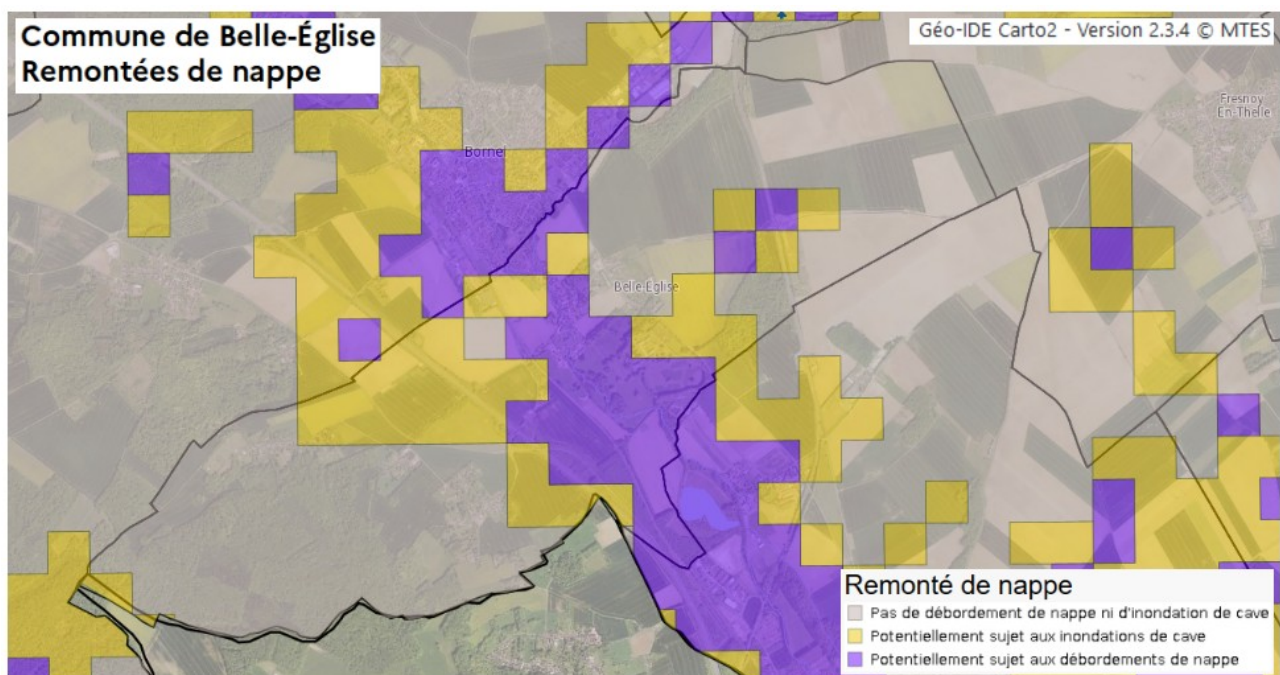 Commune de Belle-Église
Remontées de nappe
Géo-IDE Carto2 - Version 2.3.4 © MTES
Fresnoy
En-Thelle
Bornel
Belle-Eglise
Remonté de nappe
Pas de débordement de nappe ni d'inondation de cave
Potentiellement sujet aux inondations de cave
Potentiellement sujet aux débordements de nappe